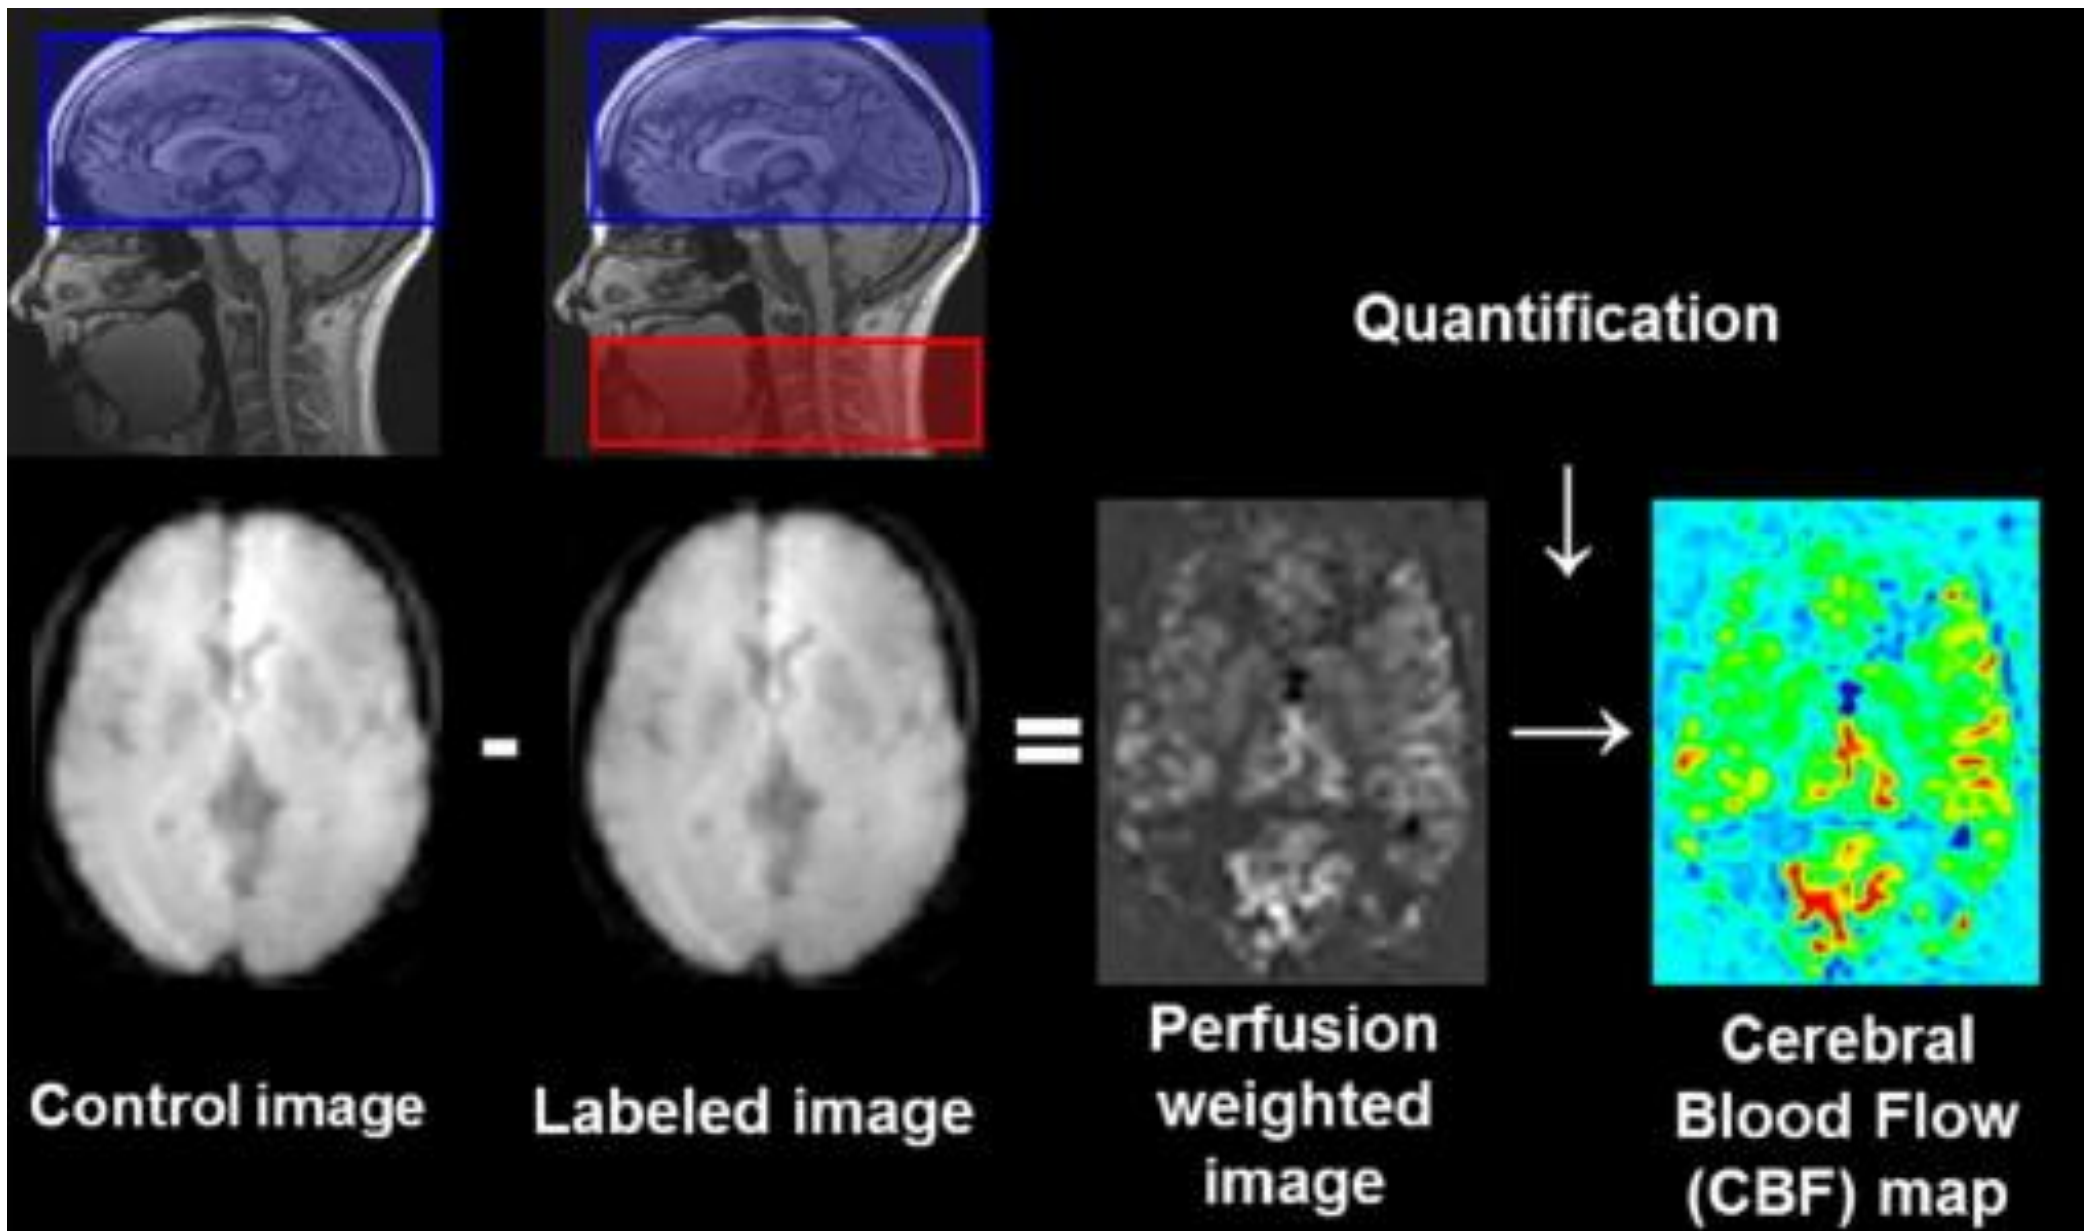 Quantification
-
=
Control image
Labeled image
Perfusion
weighted
image
Cerebral
Blood Flow
(CBF) map